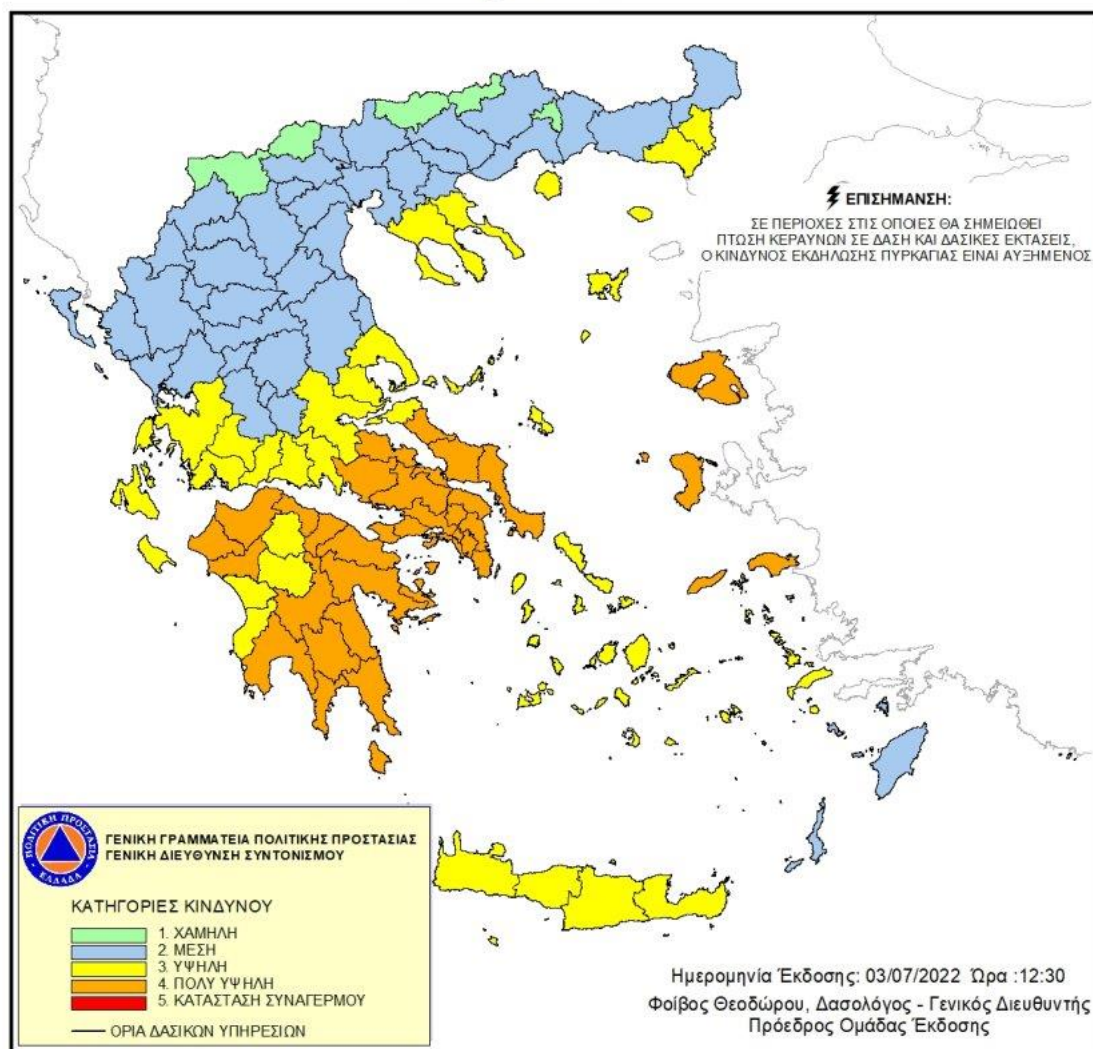 ΕΠΙΣΗΜΑΝΣΗ:
ΣΕ ΠΕΡΙΟΧΕΣ ΣΤΙΣ ΟΠΟΙΕΣ ΘΑ ΣΗΜΕΙΩΘΕΙ
ΠΤΩΣΗ ΚΕΡΑΥΝΩΝ ΣΕ ΔΑΣΗ ΚΑΙ ΔΑΣΙΚΕΣ ΕΚΤΑΣΕΙΣ,
Ο ΚΙΝΔΥΝΟΣ ΕΚΔΗΛΩΣΗΣ ΠΥΡΚΑΓΙΑΣ ΕΙΝΑΙ ΑΥΞΗΜΕΝΟΣ
ΠΟΛΙΤΙΚΗ ΠΡΟΣΤΑΣΙΑ
ΕΛΛΑΔΑ
ΓΕΝΙΚΗ ΓΡΑΜΜΑΤΕΙΑ ΠΟΛΙΤΙΚΗΣ ΠΡΟΣΤΑΣΙΑΣ
ΓΕΝΙΚΗ ΔΙΕΥΘΥΝΣΗ ΣΥΝΤΟΝΙΣΜΟΥ
ΚΑΤΗΓΟΡΙΕΣ ΚΙΝΔΥΝΟΥ
1. ΧΑΜΗΛΗ
2. ΜΕΣΗ
3. ΥΨΗΛΗ
4. ΠΟΛΥ ΥΨΗΛΗ
5. ΚΑΤΑΣΤΑΣΗ ΣΥΝΑΓΕΡΜΟΥ
ΟΡΙΑ ΔΑΣΙΚΩΝ ΥΠΗΡΕΣΙΩΝ
Ημερομηνία Έκδοσης: 03/07/2022 Ώρα :12:30
Φοίβος Θεοδώρου, Δασολόγος - Γενικός Διευθυντής
Πρόεδρος Ομάδας Έκδοσης